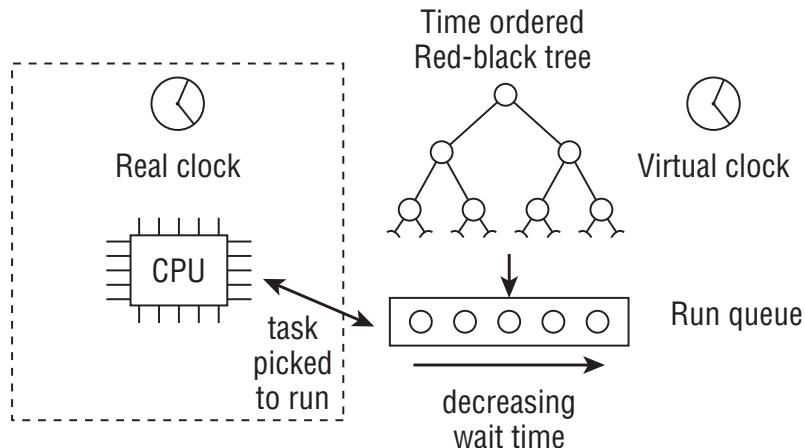 Time ordered
Red-black tree
Real clock
Virtual clock
CPU
Run queue
task
picked
to run
decreasing
wait time